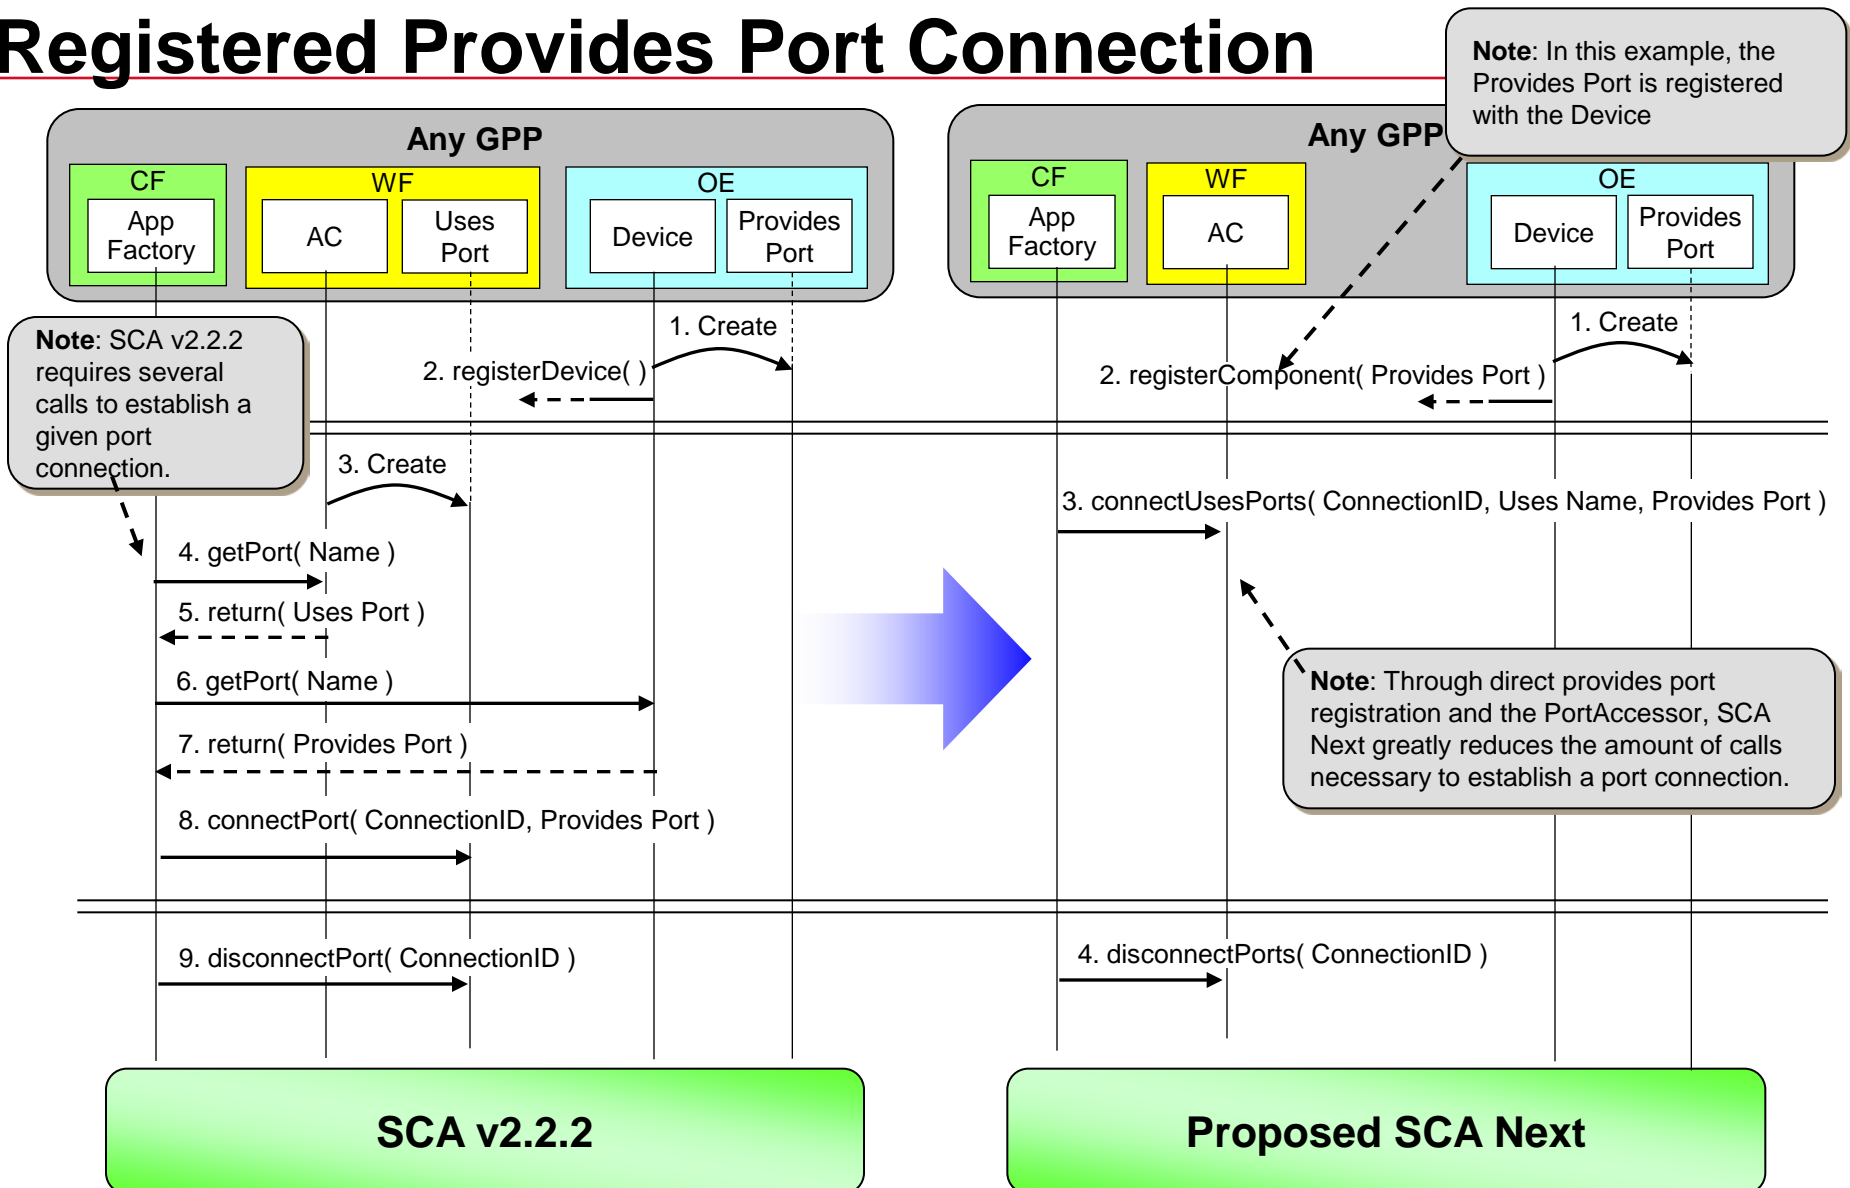 Registered Provides Port Connection
Note: In this example, the
Provides Port is registered
with the Device
Any GPP
CF
App
Factory
WF
AC
Uses
Port
OE
Device
Provides
Port
Note: SCA v2.2.2
requires several
calls to establish a
given port
connection.
1. Create
2. registerDevice( )
3. Create
4. getPort( Name )
5. return( Uses Port )
6. getPort( Name )
7. return( Provides Port )
8. connectPort( ConnectionID, Provides Port )
9. disconnectPort( ConnectionID )
SCA v2.2.2
Any GPP
CF
App
Factory
WF
AC
OE
Device
Provides
Port
1. Create
2. registerComponent( Provides Port )
3. connectUsesPorts( ConnectionID, Uses Name, Provides Port )
Note: Through direct provides port
registration and the PortAccessor, SCA
Next greatly reduces the amount of calls
necessary to establish a port connection.
4. disconnectPorts( ConnectionID )
Proposed SCA Next